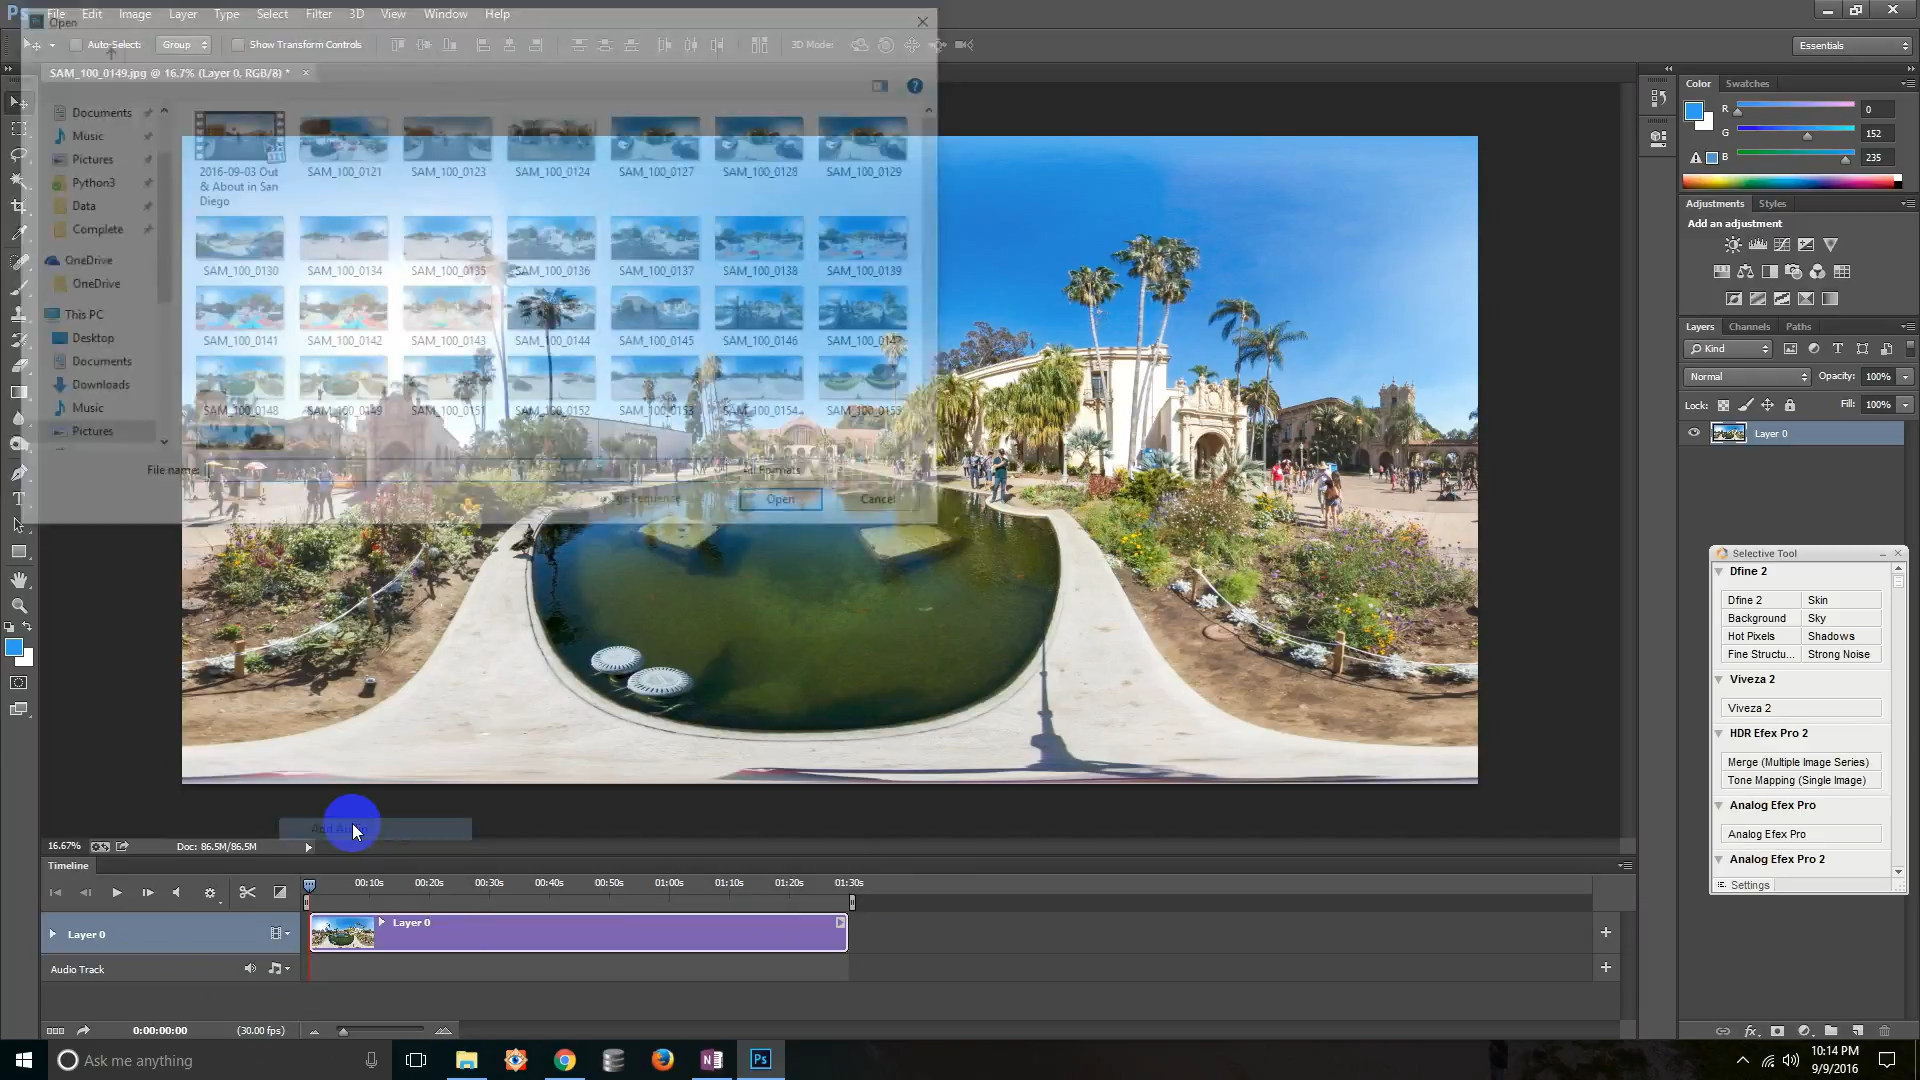 Ps File Edit Image Layer Type Select Filter 3D View Window Help
Open
Auto-Select: Group Show Transform Controls 3D Mode: Essentials
SAM_100_0149.jpg @ 16.7% (Layer 0, RGB/8) * ×
Documents
Music
Pictures
Python3
Data
Complete
OneDrive
OneDrive
This PC
Desktop
Documents
Downloads
Music
Pictures
2016-09-03 Out
& About in San
Diego
SAM_100_0121 SAM_100_0123 SAM_100_0124 SAM_100_0127 SAM_100_0128 SAM_100_0129
SAM_100_0130 SAM_100_0134 SAM_100_0135 SAM_100_0136 SAM_100_0137 SAM_100_0138 SAM_100_0139
SAM_100_0141 SAM_100_0142 SAM_100_0143 SAM_100_0144 SAM_100_0145 SAM_100_0146 SAM_100_0147
SAM_100_0148 SAM_100_0149 SAM_100_0151 SAM_100_0152 SAM_100_0153 SAM_100_0154 SAM_100_0155
File name: All Formats
Open Cancel
Color Swatches
R 0
G 152
B 235
Adjustments Styles
Add an adjustment
Layers Channels Paths
Kind
Normal Opacity: 100%
Lock: Fill: 100%
Layer 0
Selective Tool
Dfine 2
Dfine 2 Skin
Background Sky
Hot Pixels Shadows
Fine Structu... Strong Noise
Viveza 2
Viveza 2
HDR Efex Pro 2
Merge (Multiple Image Series)
Tone Mapping (Single Image)
Analog Efex Pro
Analog Efex Pro
Analog Efex Pro 2
Settings
16.67% Doc: 86.5M/86.5M
Timeline
00:10s 00:20s 00:30s 00:40s 00:50s 01:00s 01:10s 01:20s 01:30s
Layer 0
Layer 0
Audio Track
0:00:00:00 (30.00 fps)
Ask me anything
Ps
10:14 PM
9/9/2016